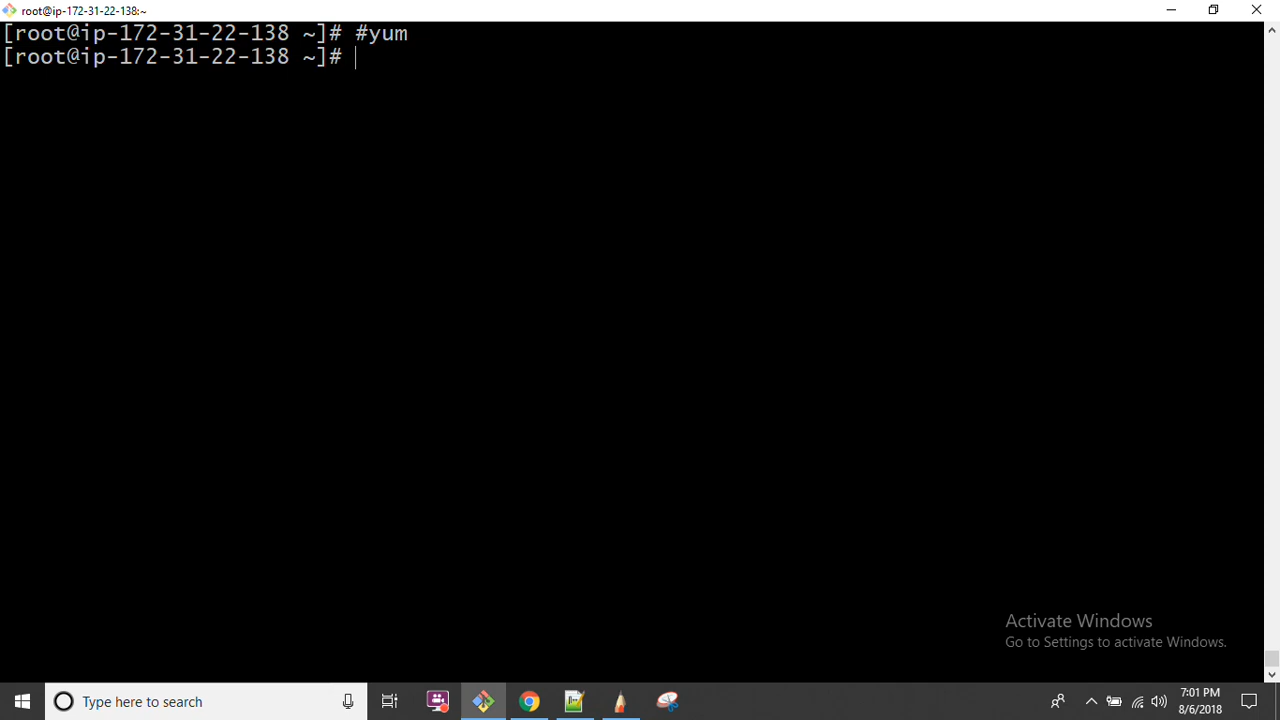 root@ip-172-31-22-138:~
[root@ip-172-31-22-138 ~]# #yum
[root@ip-172-31-22-138 ~]#
Activate Windows
Go to Settings to activate Windows.
Type here to search
7:01 PM
8/6/2018